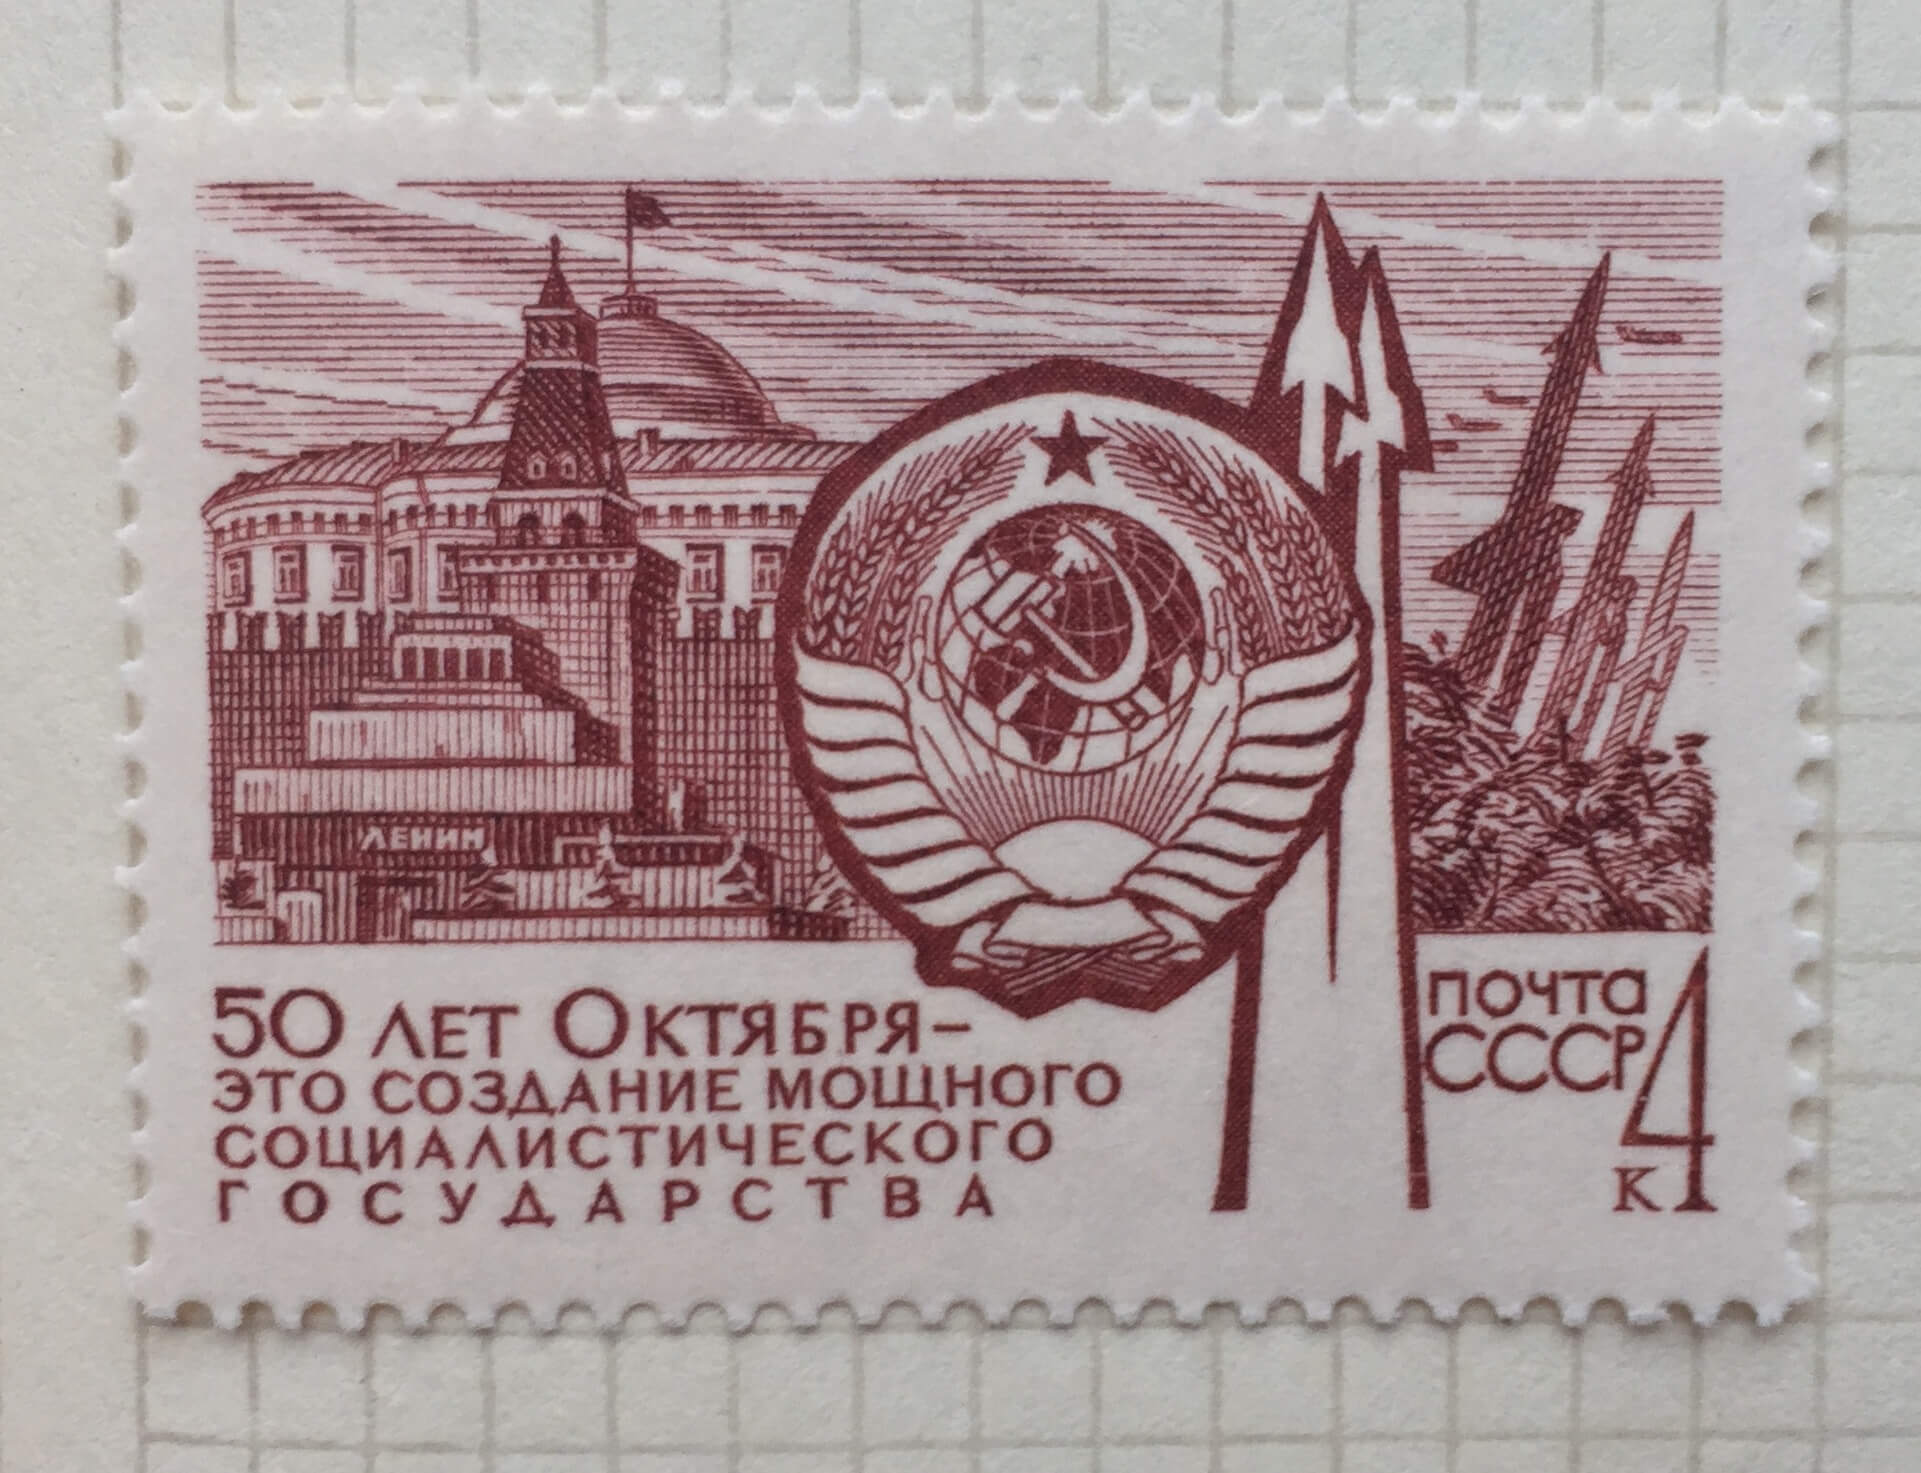 ЛЕНИН
50 ЛЕТ ОКТЯБРЯ–
ЭТО СОЗДАНИЕ МОЩНОГО
СОЦИАЛИСТИЧЕСКОГО
ГОСУДАРСТВА
ПОЧТА
СССР 4
К